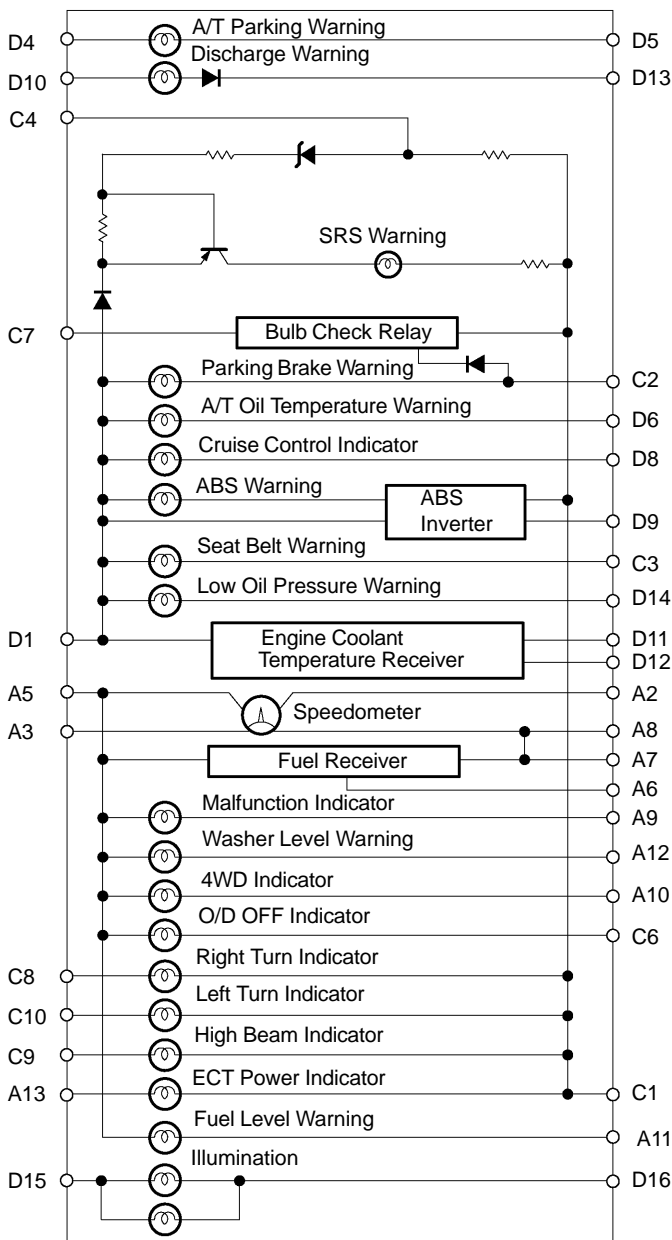 D4 A/T Parking Warning D5
D10 Discharge Warning D13
C4
SRS Warning
C7 Bulb Check Relay
Parking Brake Warning C2
A/T Oil Temperature Warning D6
Cruise Control Indicator D8
ABS Warning ABS
Inverter D9
Seat Belt Warning C3
Low Oil Pressure Warning D14
D1 Engine Coolant D11
Temperature Receiver D12
A5 A2
A3 Speedometer A8
Fuel Receiver A7
A6
Malfunction Indicator A9
Washer Level Warning A12
4WD Indicator A10
O/D OFF Indicator C6
C8 Right Turn Indicator
C10 Left Turn Indicator
C9 High Beam Indicator
A13 ECT Power Indicator C1
Fuel Level Warning A11
D15 Illumination D16